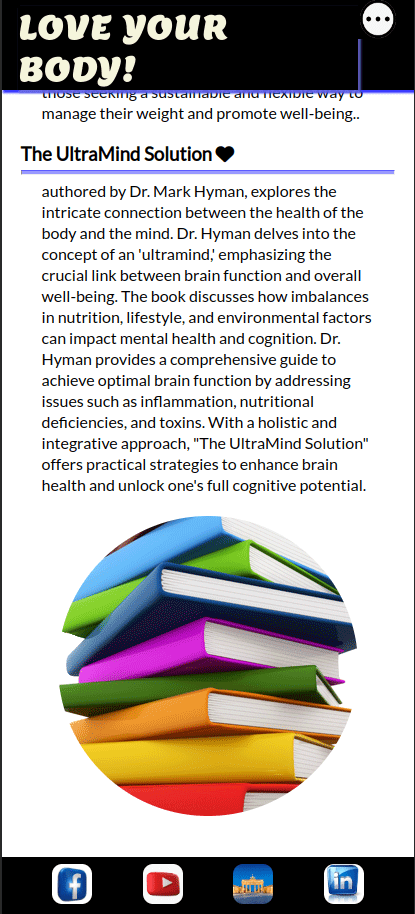 LOVE YOUR
BODY!
those seeking a sustainable and flexible way to
manage their weight and promote well-being..
The UltraMind Solution
authored by Dr. Mark Hyman, explores the
intricate connection between the health of the
body and the mind. Dr. Hyman delves into the
concept of an 'ultramind,' emphasizing the
crucial link between brain function and overall
well-being. The book discusses how imbalances
in nutrition, lifestyle, and environmental factors
can impact mental health and cognition. Dr.
Hyman provides a comprehensive guide to
achieve optimal brain function by addressing
issues such as inflammation, nutritional
deficiencies, and toxins. With a holistic and
integrative approach, "The UltraMind Solution"
offers practical strategies to enhance brain
health and unlock one's full cognitive potential.
f
in